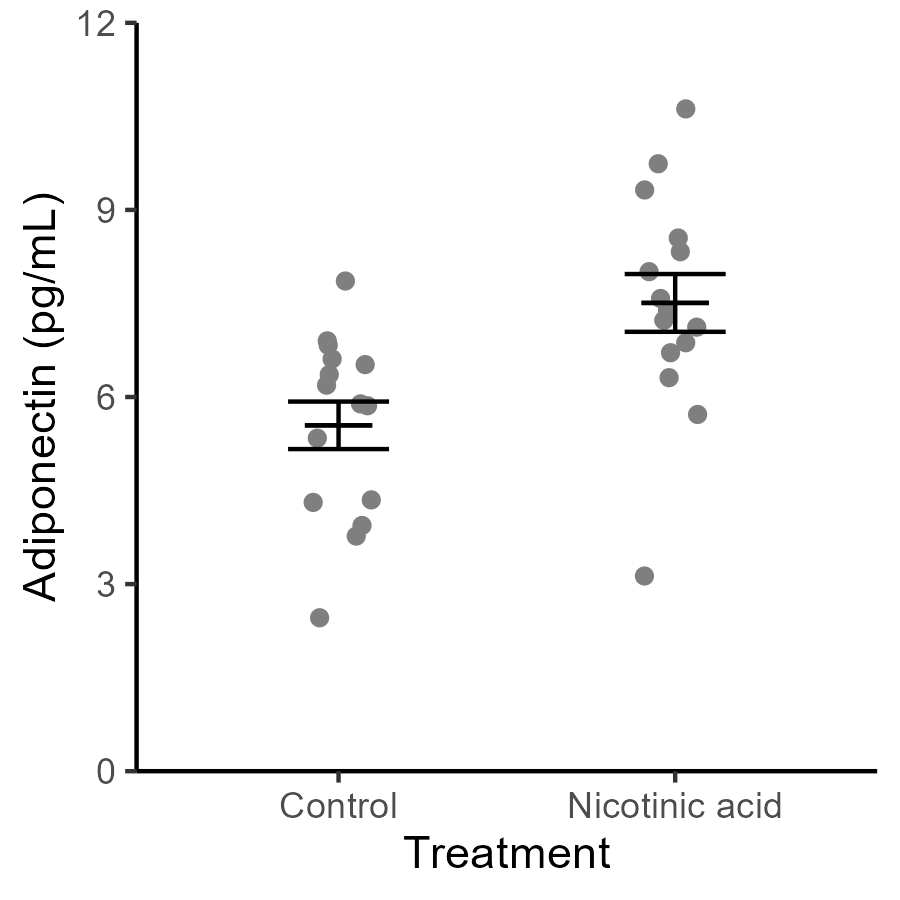 12
9
6
3
0
Adiponectin (pg/mL)
Control
Nicotinic acid
Treatment